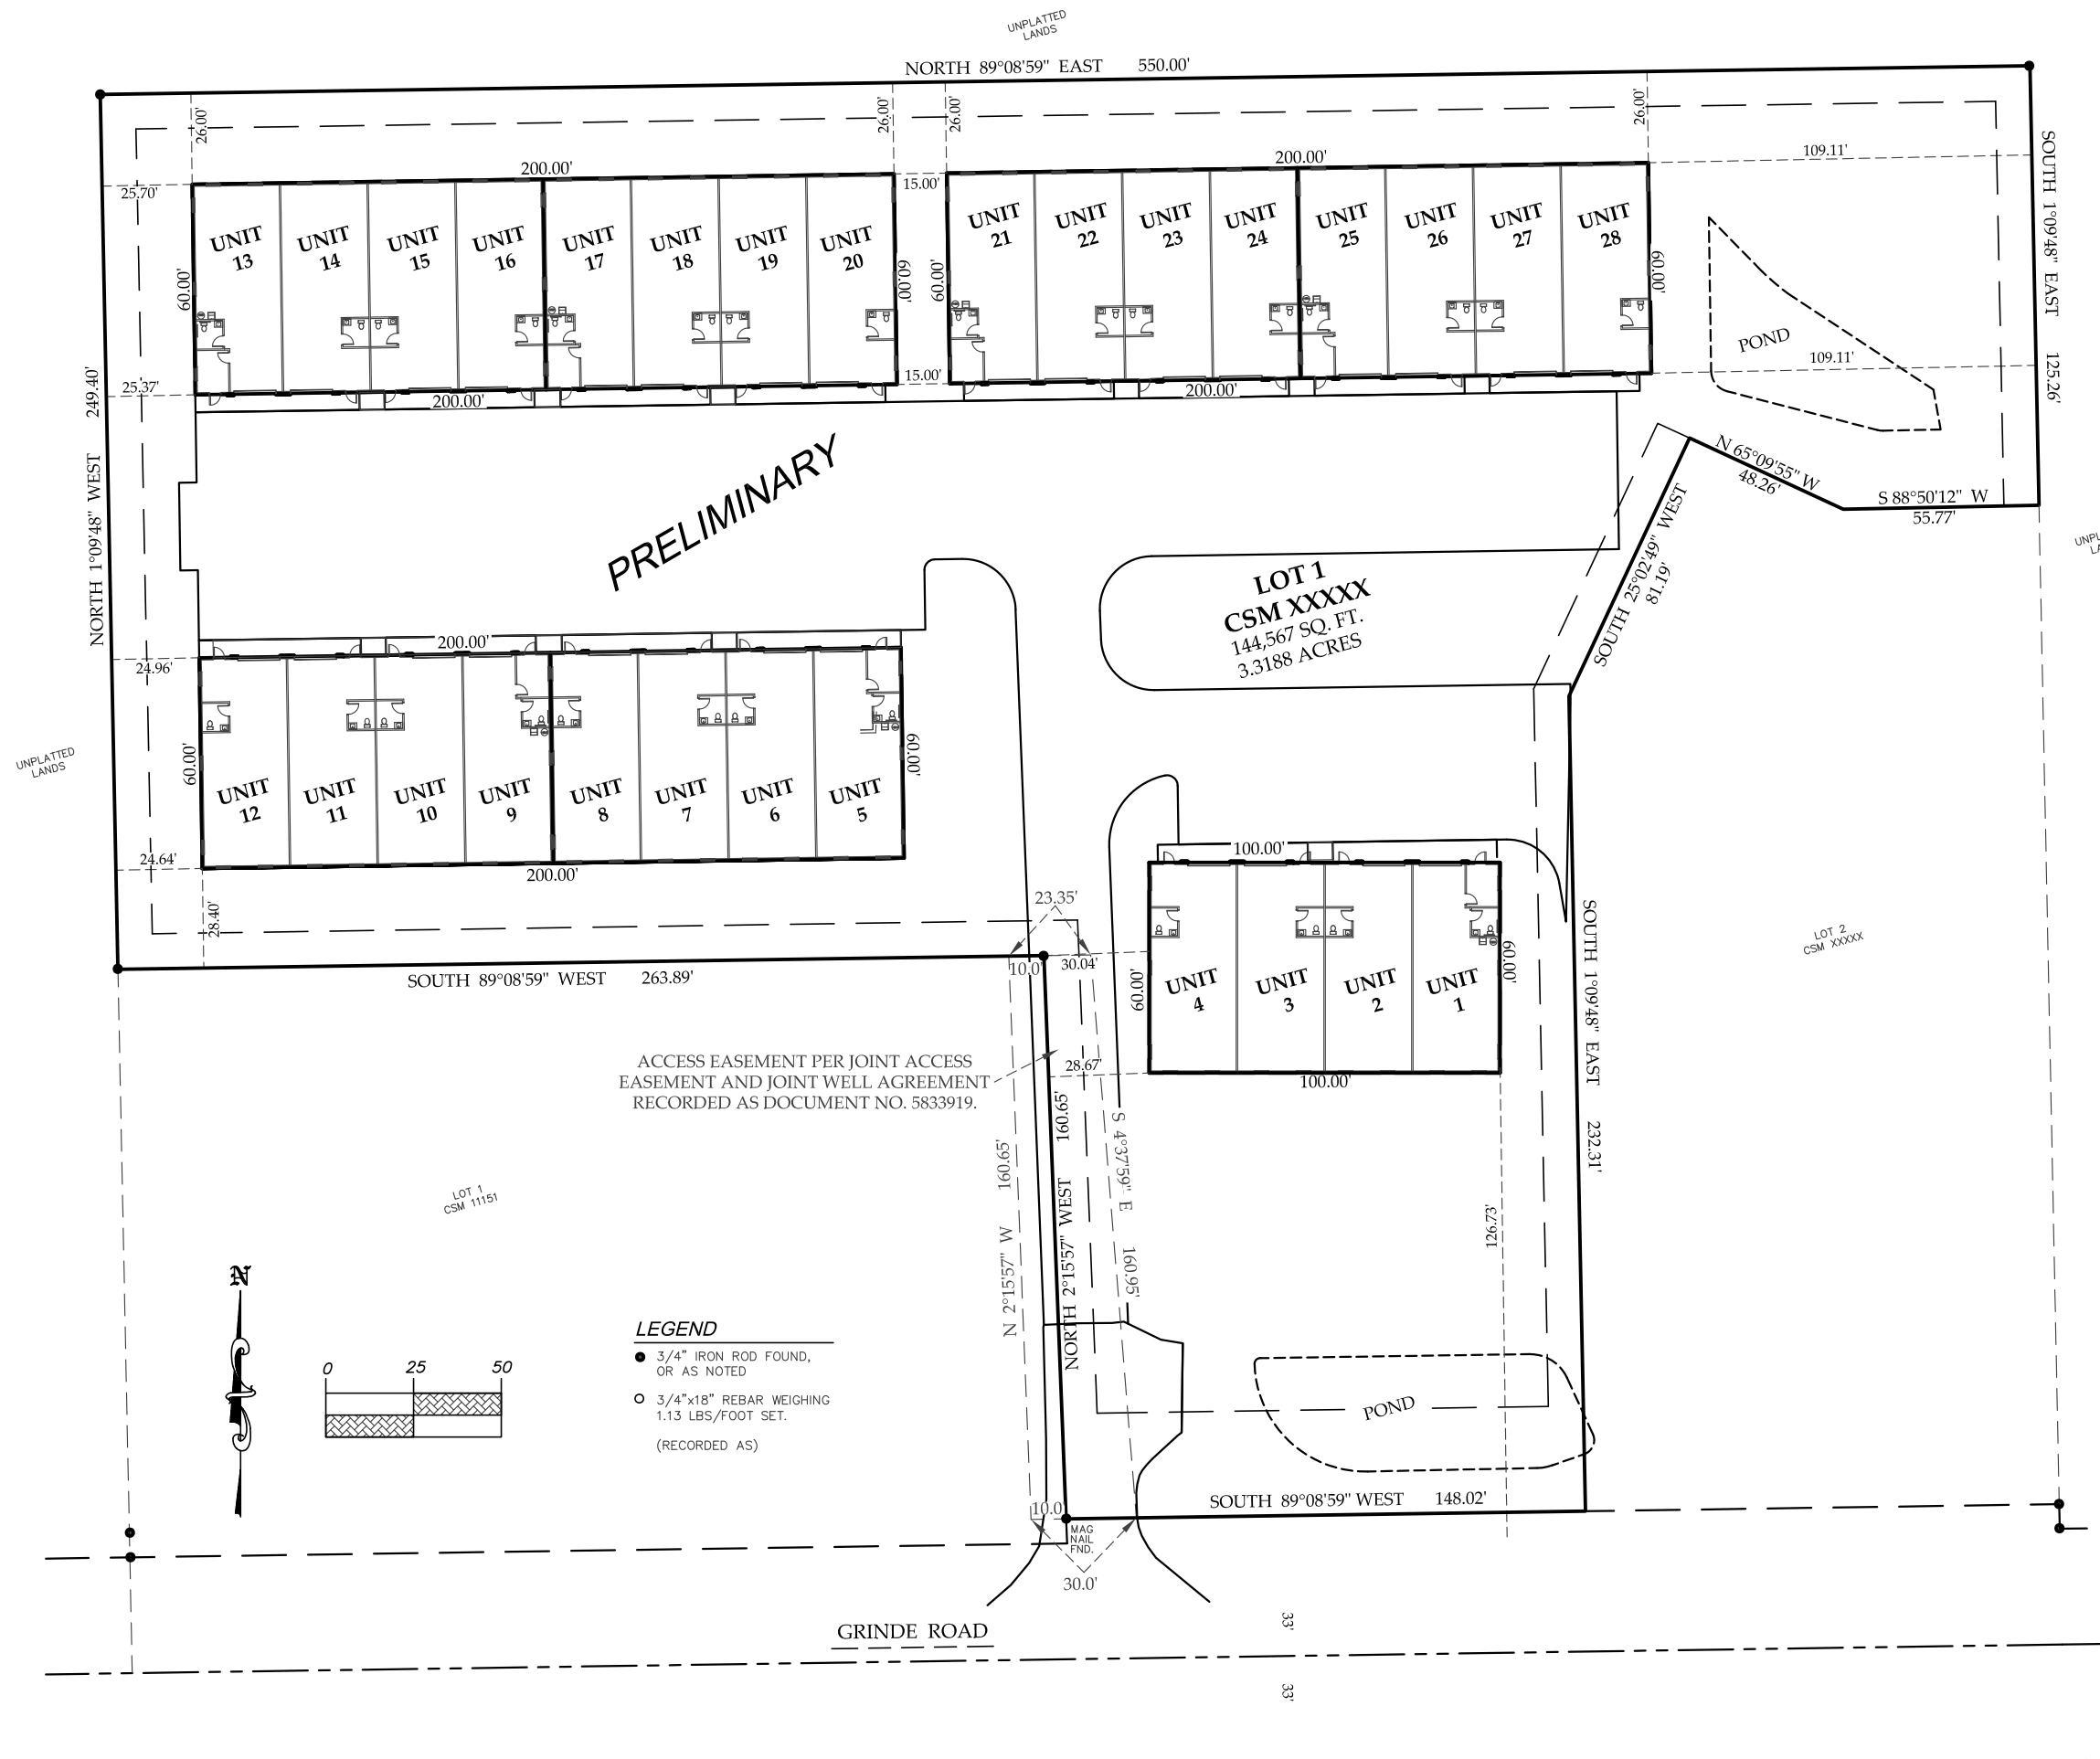 UNPLATTED
LANDS
NORTH 89°08'59" EAST 550.00'
26.00'
26.00'
26.00'
26.00'
200.00'
200.00'
109.11'
25.70'
15.00'
SOUTH 1°09'48" EAST 125.26'
UNIT
13
UNIT
14
UNIT
15
UNIT
16
UNIT
17
UNIT
18
UNIT
19
UNIT
20
UNIT
21
UNIT
22
UNIT
23
UNIT
24
UNIT
25
UNIT
26
UNIT
27
UNIT
28
60.00'
60.00'
60.00'
60.00'
POND
109.11'
25.37'
15.00'
200.00'
200.00'
NORTH 1°09'48" WEST 249.40'
PRELIMINARY
N 65°09'55" W
48.26'
S 88°50'12" W
55.77'
SOUTH 25°02'49" WEST
81.19'
LOT 1
CSM XXXXX
144,567 SQ. FT.
3.3188 ACRES
200.00'
24.96'
UNPLATTED
LANDS
60.00'
60.00'
UNIT
12
UNIT
11
UNIT
10
UNIT
9
UNIT
8
UNIT
7
UNIT
6
UNIT
5
24.64'
200.00'
28.40'
100.00'
23.35'
SOUTH 89°08'59" WEST 263.89'
10.0'
30.04'
60.00'
60.00'
UNIT
4
UNIT
3
UNIT
2
UNIT
1
LOT 2
CSM XXXXX
SOUTH 1°09'48" EAST 232.31'
ACCESS EASEMENT PER JOINT ACCESS
EASEMENT AND JOINT WELL AGREEMENT
RECORDED AS DOCUMENT NO. 5833919.
28.67'
100.00'
N 2°15'57" W 160.65'
NORTH 2°15'57" WEST 160.65'
S 4°37'59" E 160.95'
126.73'
LOT 1
CSM 11151
N
0 25 50
LEGEND
3/4" IRON ROD FOUND,
OR AS NOTED
3/4"x18" REBAR WEIGHING
1.13 LBS/FOOT SET.
(RECORDED AS)
POND
SOUTH 89°08'59" WEST 148.02'
10.0'
MAG
NAIL
FND.
30.0'
GRINDE ROAD
33'
33'